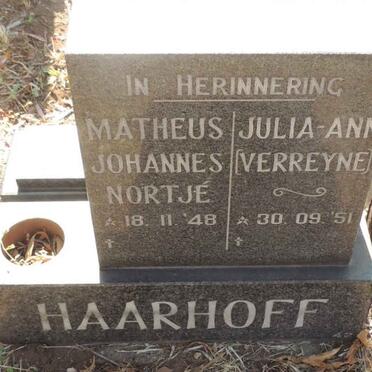 IN HERINNERING
MATHEUS
JOHANNES
NORTJE
* 18. 11. '48
†
JULIA-ANN
[VERREYNE]
* 30. 09. '51
†
HAARHOFF